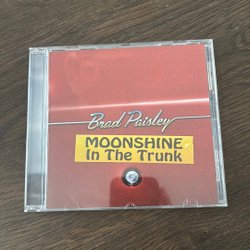 Brad Paisley
MOONSHINE
In The Trunk